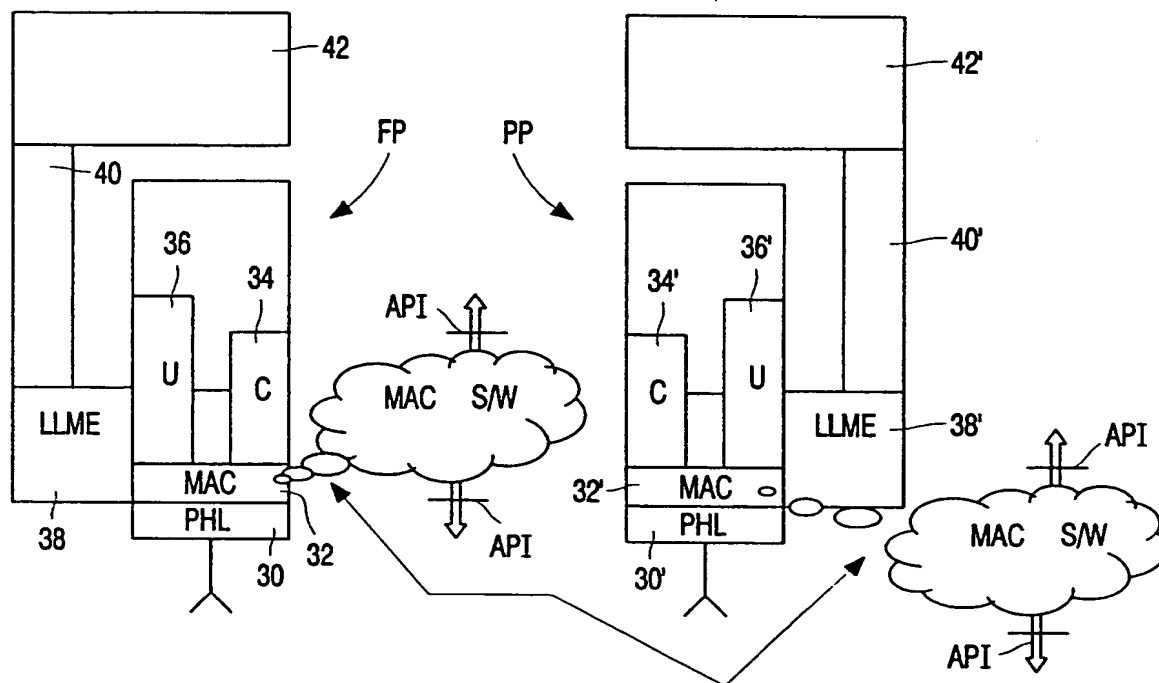 42
42'
FP
PP
40
40'
36
36'
34
34'
API
U
C
MAC S/W
C
U
LLME
LLME
38'
API
MAC
32'
MAC
PHL
PHL
MAC S/W
38
30
32
API
30'
API